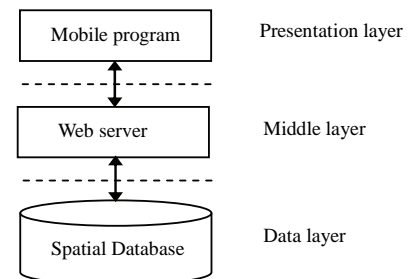 Mobile program Presentation layer
Web server Middle layer
Spatial Database Data layer